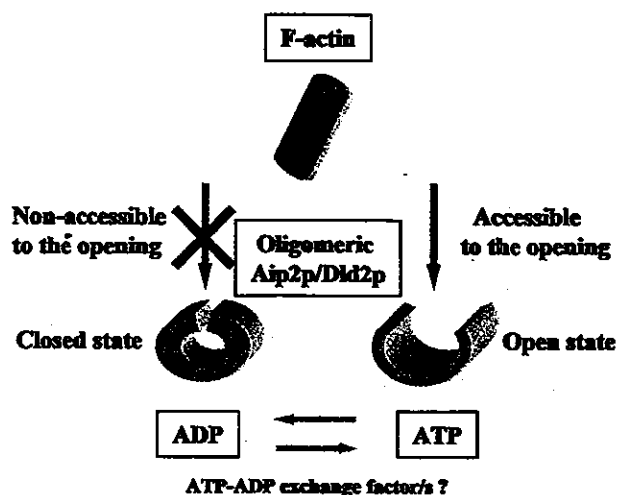 F-actin
Non-accessible
to the opening
Accessible
to the opening
Oligomeric
Aip2p/Dld2p
Closed state
Open state
ADP
ATP
ATP-ADP exchange factor/s ?